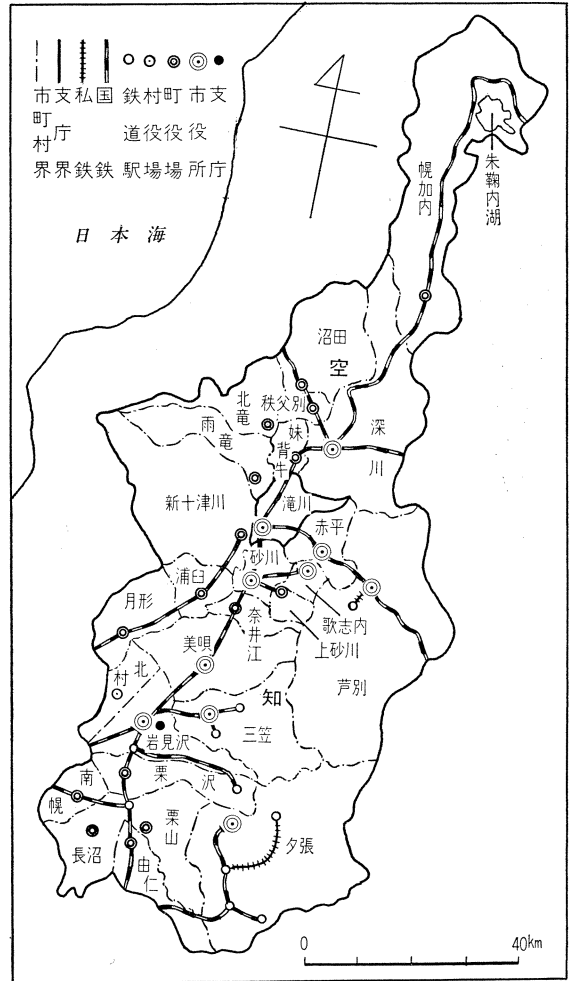 支庁
市役所
町役場
村役場
鉄道駅
国鉄
私鉄
支庁界
市町村界
日本海
幌加内
朱鞠内湖
沼田
空
北竜
秩父別
雨竜
妹背牛
深川
新十津川
滝川
赤平
砂川
浦臼
月形
奈井江
歌志内
上砂川
美唄
北村
知
芦別
岩見沢
三笠
南幌
栗沢
栗山
長沼
由仁
夕張
0
40km